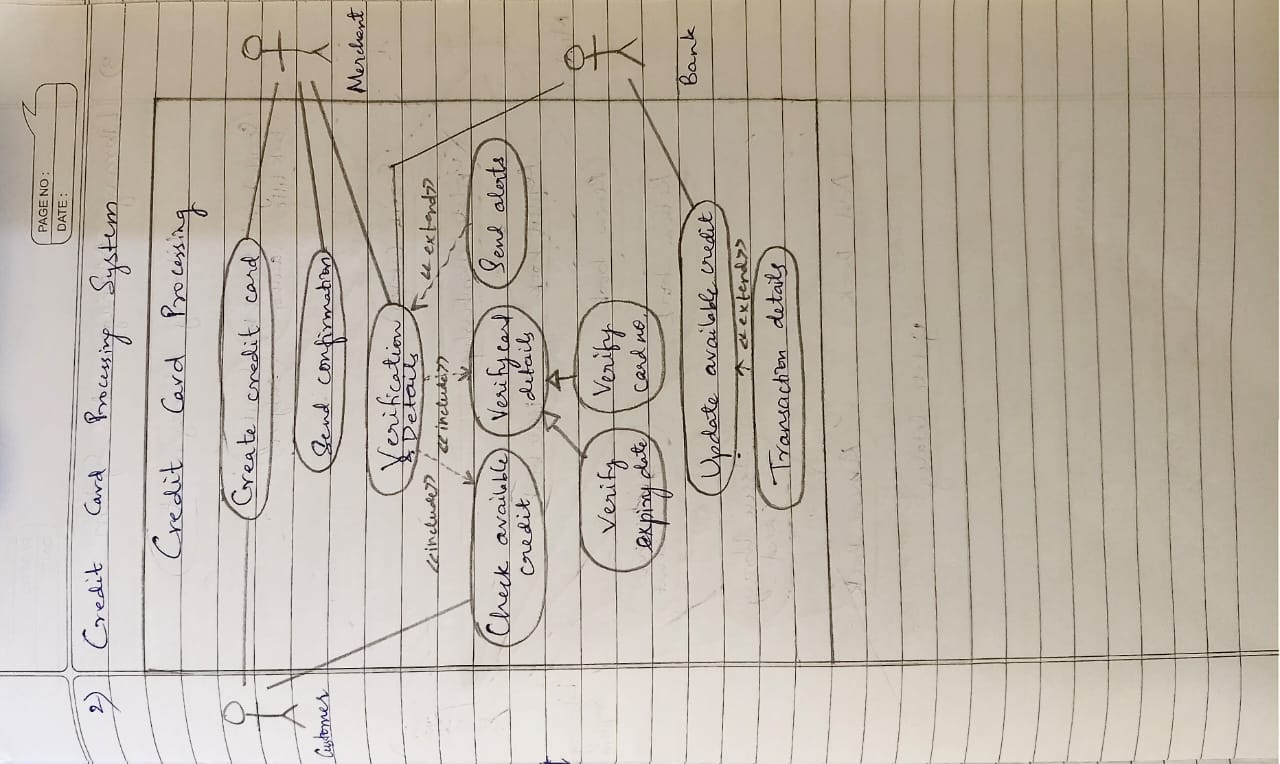 PAGE NO :
DATE :
2) Credit Card Processing System
Credit Card Processing
Customer
Merchant
Bank
Create credit card
Send confirmation
Verification
& Details
<<include>>
<<include>>
<<extend>>
Check available
credit
Verify card
details
Send alerts
Verify
expiry date
Verify
card no.
Update available credit
<<extend>>
Transaction details